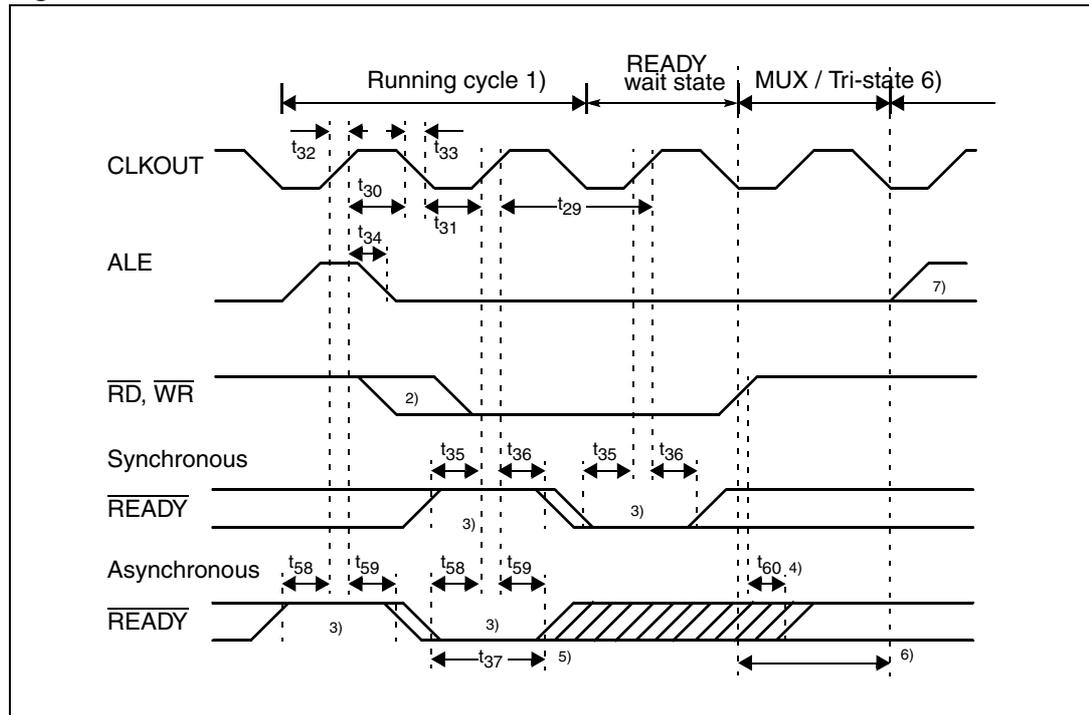 READY
wait state
Running cycle 1)
MUX / Tri-state 6)
t32
t33
CLKOUT
t30
t31
t29
t34
ALE
7)
RD, WR
2)
Synchronous
t35
t36
t35
t36
READY
3)
3)
Asynchronous
t58
t59
t58
t59
t60 4)
READY
3)
3)
t37
5)
6)